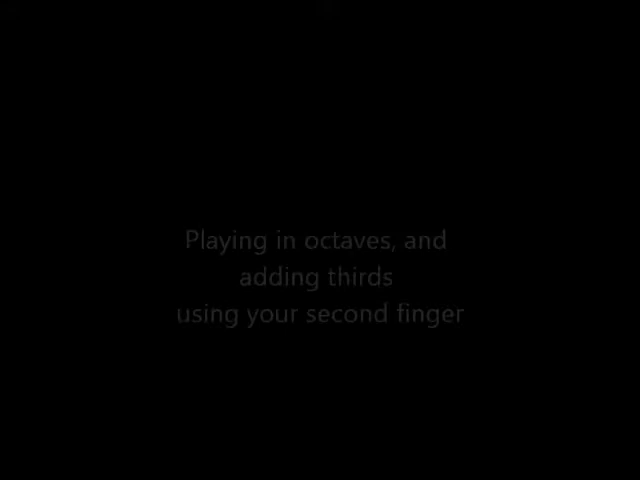 Playing in octaves, and
adding thirds
using your second finger